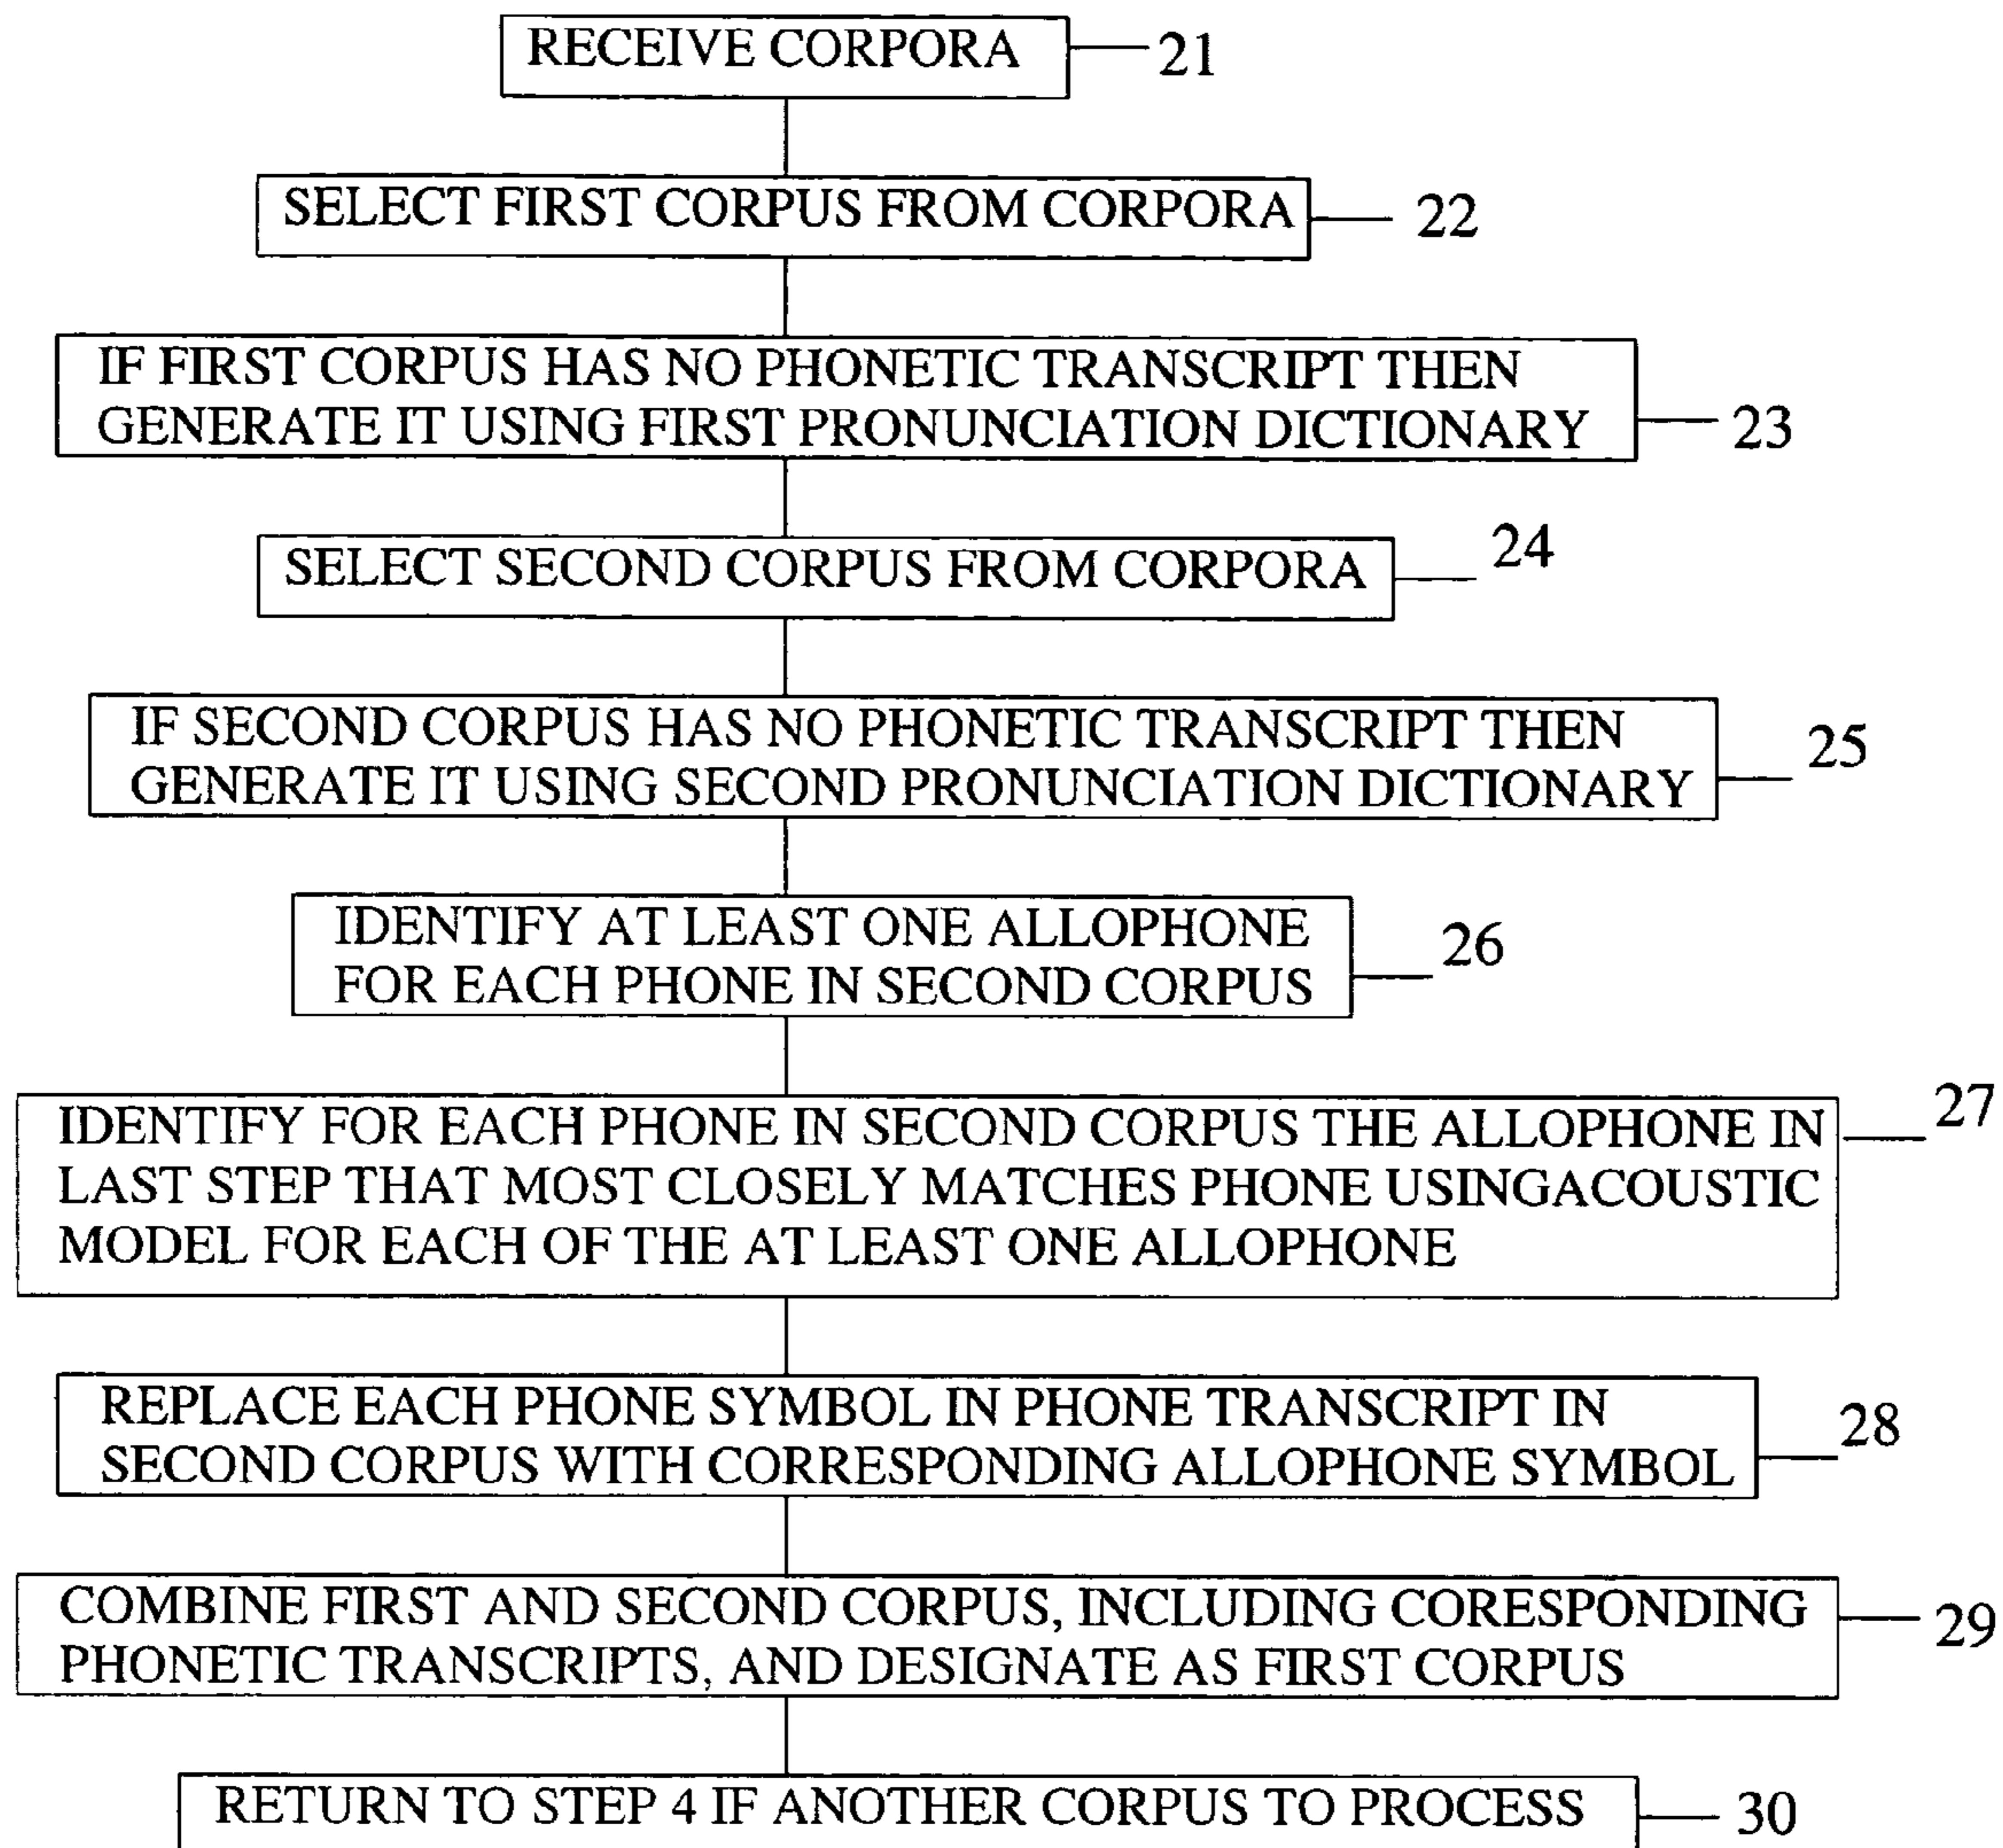 RECEIVE CORPORA
21
SELECT FIRST CORPUS FROM CORPORA
22
IF FIRST CORPUS HAS NO PHONETIC TRANSCRIPT THEN
GENERATE IT USING FIRST PRONUNCIATION DICTIONARY
23
SELECT SECOND CORPUS FROM CORPORA
24
IF SECOND CORPUS HAS NO PHONETIC TRANSCRIPT THEN
GENERATE IT USING SECOND PRONUNCIATION DICTIONARY
25
IDENTIFY AT LEAST ONE ALLOPHONE
FOR EACH PHONE IN SECOND CORPUS
26
IDENTIFY FOR EACH PHONE IN SECOND CORPUS THE ALLOPHONE IN
LAST STEP THAT MOST CLOSELY MATCHES PHONE USINGACOUSTIC
MODEL FOR EACH OF THE AT LEAST ONE ALLOPHONE
27
REPLACE EACH PHONE SYMBOL IN PHONE TRANSCRIPT IN
SECOND CORPUS WITH CORRESPONDING ALLOPHONE SYMBOL
28
COMBINE FIRST AND SECOND CORPUS, INCLUDING CORESPONDING
PHONETIC TRANSCRIPTS, AND DESIGNATE AS FIRST CORPUS
29
RETURN TO STEP 4 IF ANOTHER CORPUS TO PROCESS
30